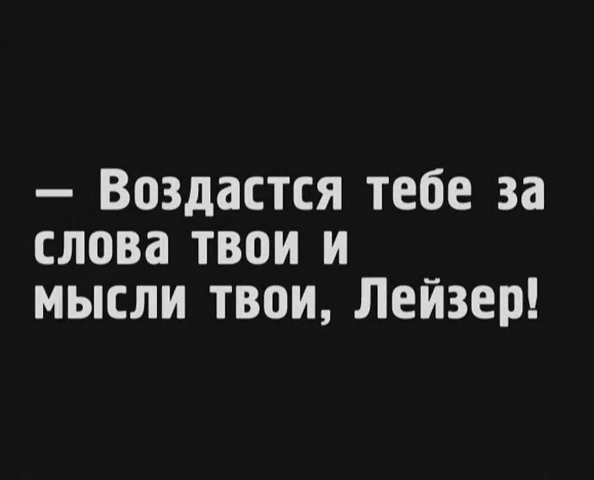 — Воздастся тебе за
слова твои и
мысли твои, Лейзер!